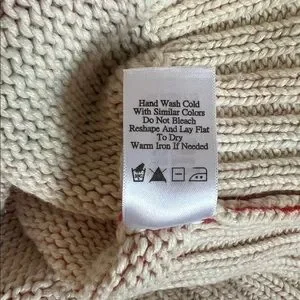 Hand Wash Cold
With Similar Colors
Do Not Bleach
Reshape And Lay Flat
To Dry
Warm Iron If Needed